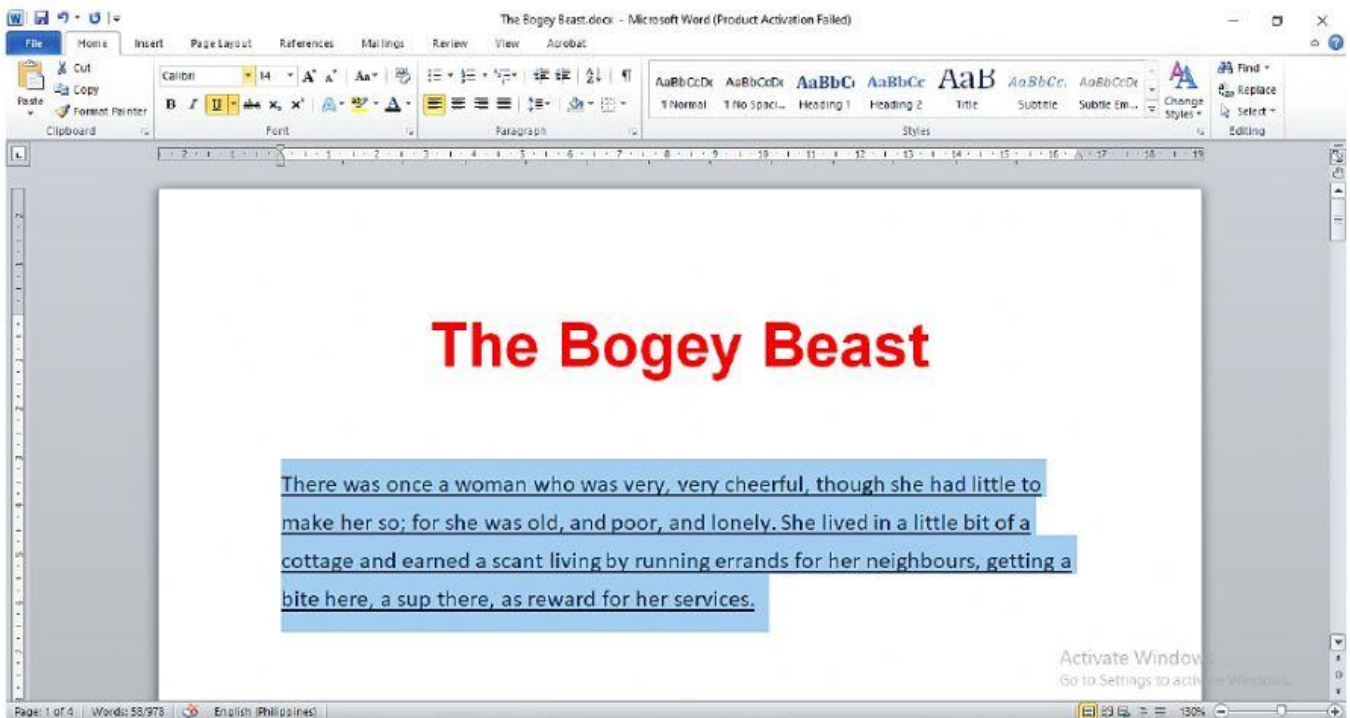 The Bogey Beast.docx - Microsoft Word (Product Activation Failed)
File Home Insert Page Layout References Mailings Review View Acrobat
Paste
Cut
Copy
Format Painter
Clipboard
Calibri 14
Font
Paragraph
AaBbCcDc AaBbCcDc AaBbC AaBbCc AaB AaBbCc. AaBbCcDc
¶ Normal ¶ No Spaci... Heading 1 Heading 2 Title Subtitle Subtle Em...
Change Styles
Styles
Find
Replace
Select
Editing
The Bogey Beast
There was once a woman who was very, very cheerful, though she had little to
make her so; for she was old, and poor, and lonely. She lived in a little bit of a
cottage and earned a scant living by running errands for her neighbours, getting a
bite here, a sup there, as reward for her services.
Activate Windows
Go to Settings to activate Windows.
Page: 1 of 4 Words: 58/978 English (Philippines) 130%